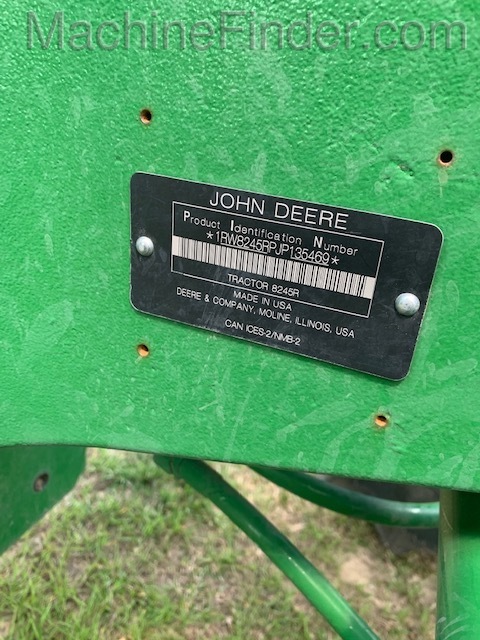 MachineFinder.com
JOHN DEERE
Product Identification Number
*1RW8245RPJP135469*
TRACTOR 8245R
MADE IN USA
DEERE & COMPANY, MOLINE, ILLINOIS, USA
CAN ICES-2/NMB-2